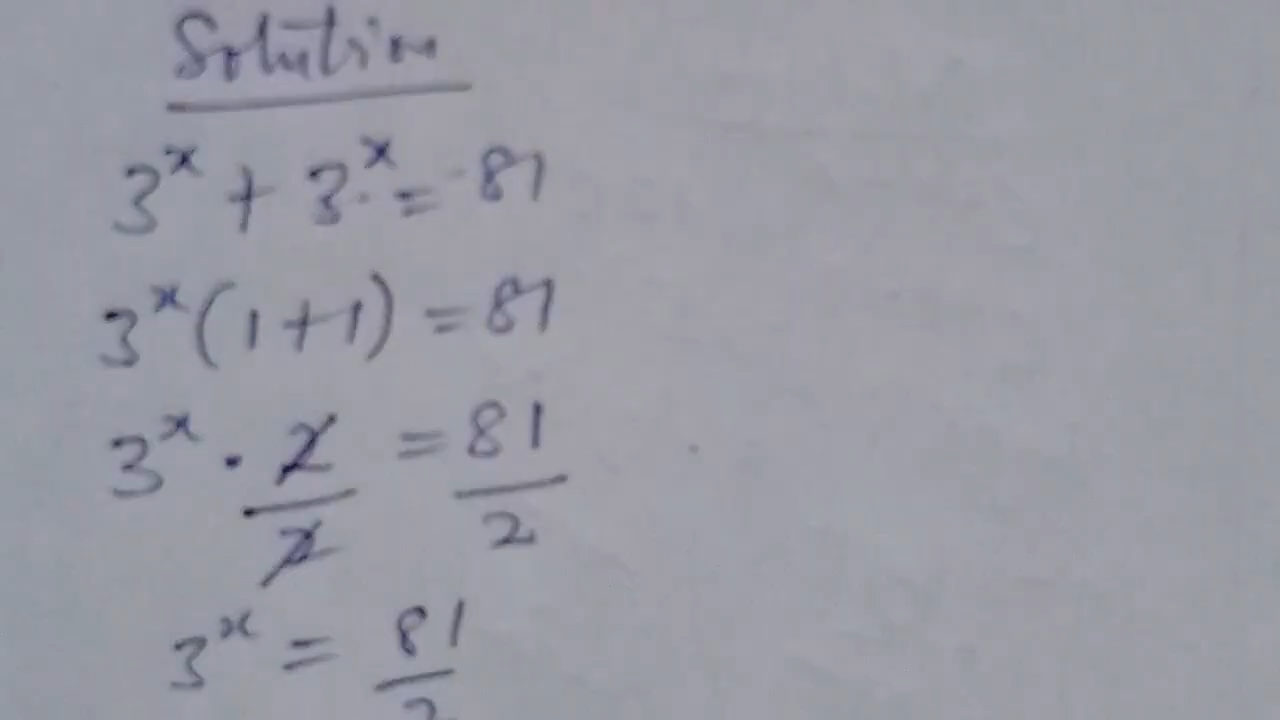 Solution
3^x + 3^x = 81
3^x (1+1) = 81
3^x · 2/2 = 81/2
3^x = 81/2